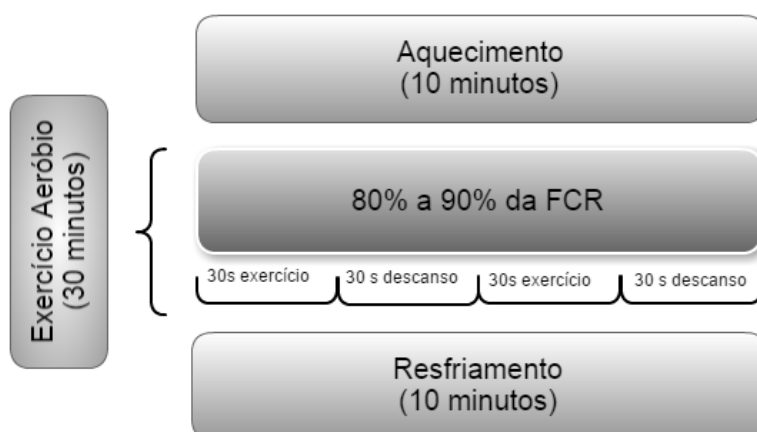 Aquecimento
(10 minutos)
Exercício Aeróbio
(30 minutos)
80% a 90% da FCR
30s exercício
30 s descanso
30s exercício
30 s descanso
Resfriamento
(10 minutos)